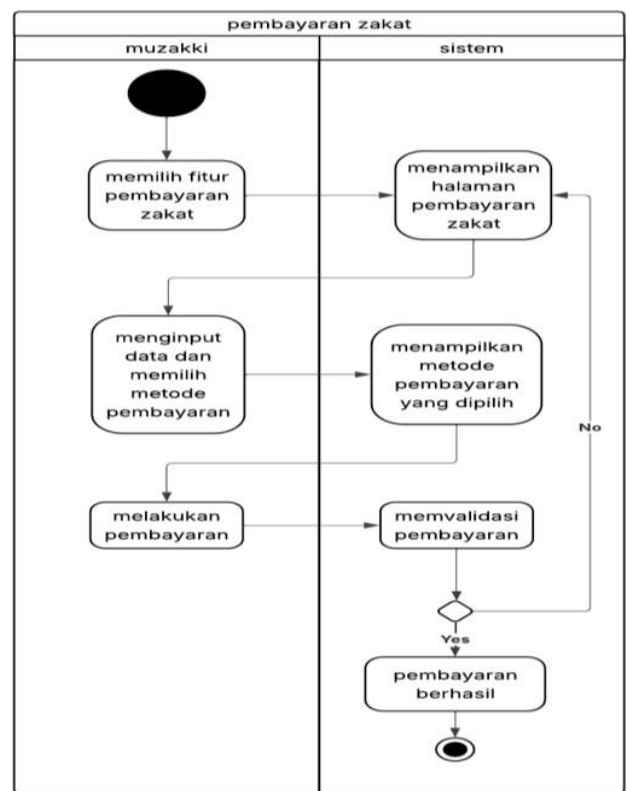 pembayaran zakat
muzakki
sistem
memilih fitur
pembayaran
zakat
menampilkan
halaman
pembayaran
zakat
menginput
data dan
memilih
metode
pembayaran
menampilkan
metode
pembayaran
yang dipilih
No
melakukan
pembayaran
memvalidasi
pembayaran
Yes
pembayaran
berhasil